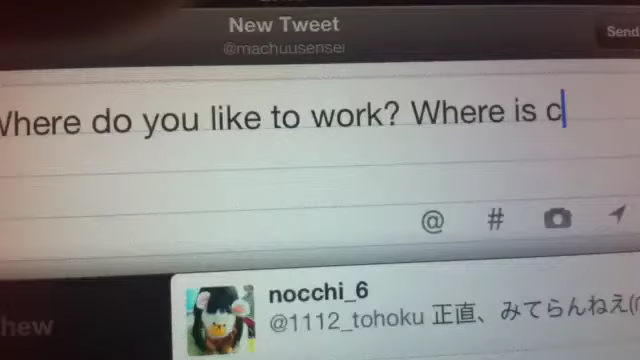 New Tweet
@machuusensei
Send
Where do you like to work? Where is c
@ #
nocchi_6
@1112_tohoku 正直、みてらんねえ(
hew